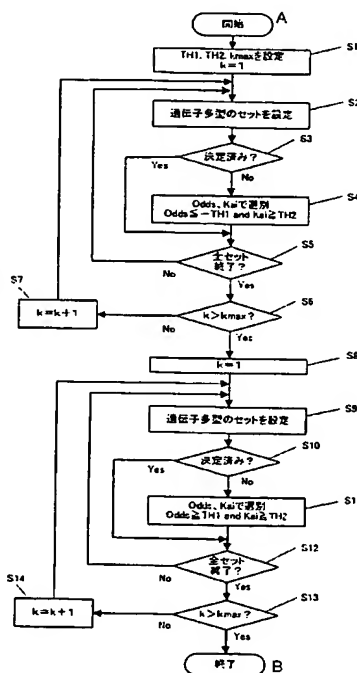 開始 A
TH1, TH2, kmaxを設定
k=1
S1
遺伝子多型のセットを設定
S2
決定済み?
S3
Yes
No
Odds、Kaiで選別
Odds≦−TH1 and Kai≧TH2
S4
全セット
終了?
S5
No
Yes
S7
k=k+1
k>kmax?
S6
No
Yes
k=1
S8
遺伝子多型のセットを設定
S9
決定済み?
S10
Yes
No
Odds、Kaiで選別
Odds≧TH1 and Kai≧TH2
S1
全セット
終了?
S12
No
Yes
S14
k=k+1
k>kmax?
S13
No
Yes
終了 B